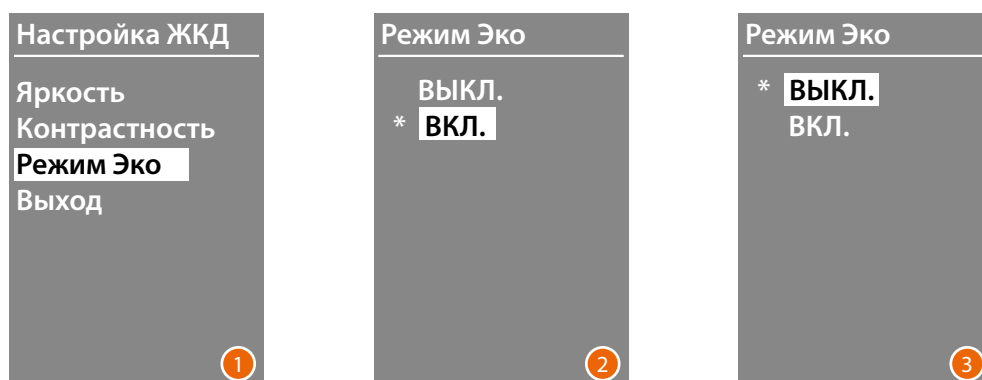 Настройка ЖКД
Яркость
Контрастность
Режим Эко
Выход
1
Режим Эко
ВЫКЛ.
* ВКЛ.
2
Режим Эко
* ВЫКЛ.
ВКЛ.
3